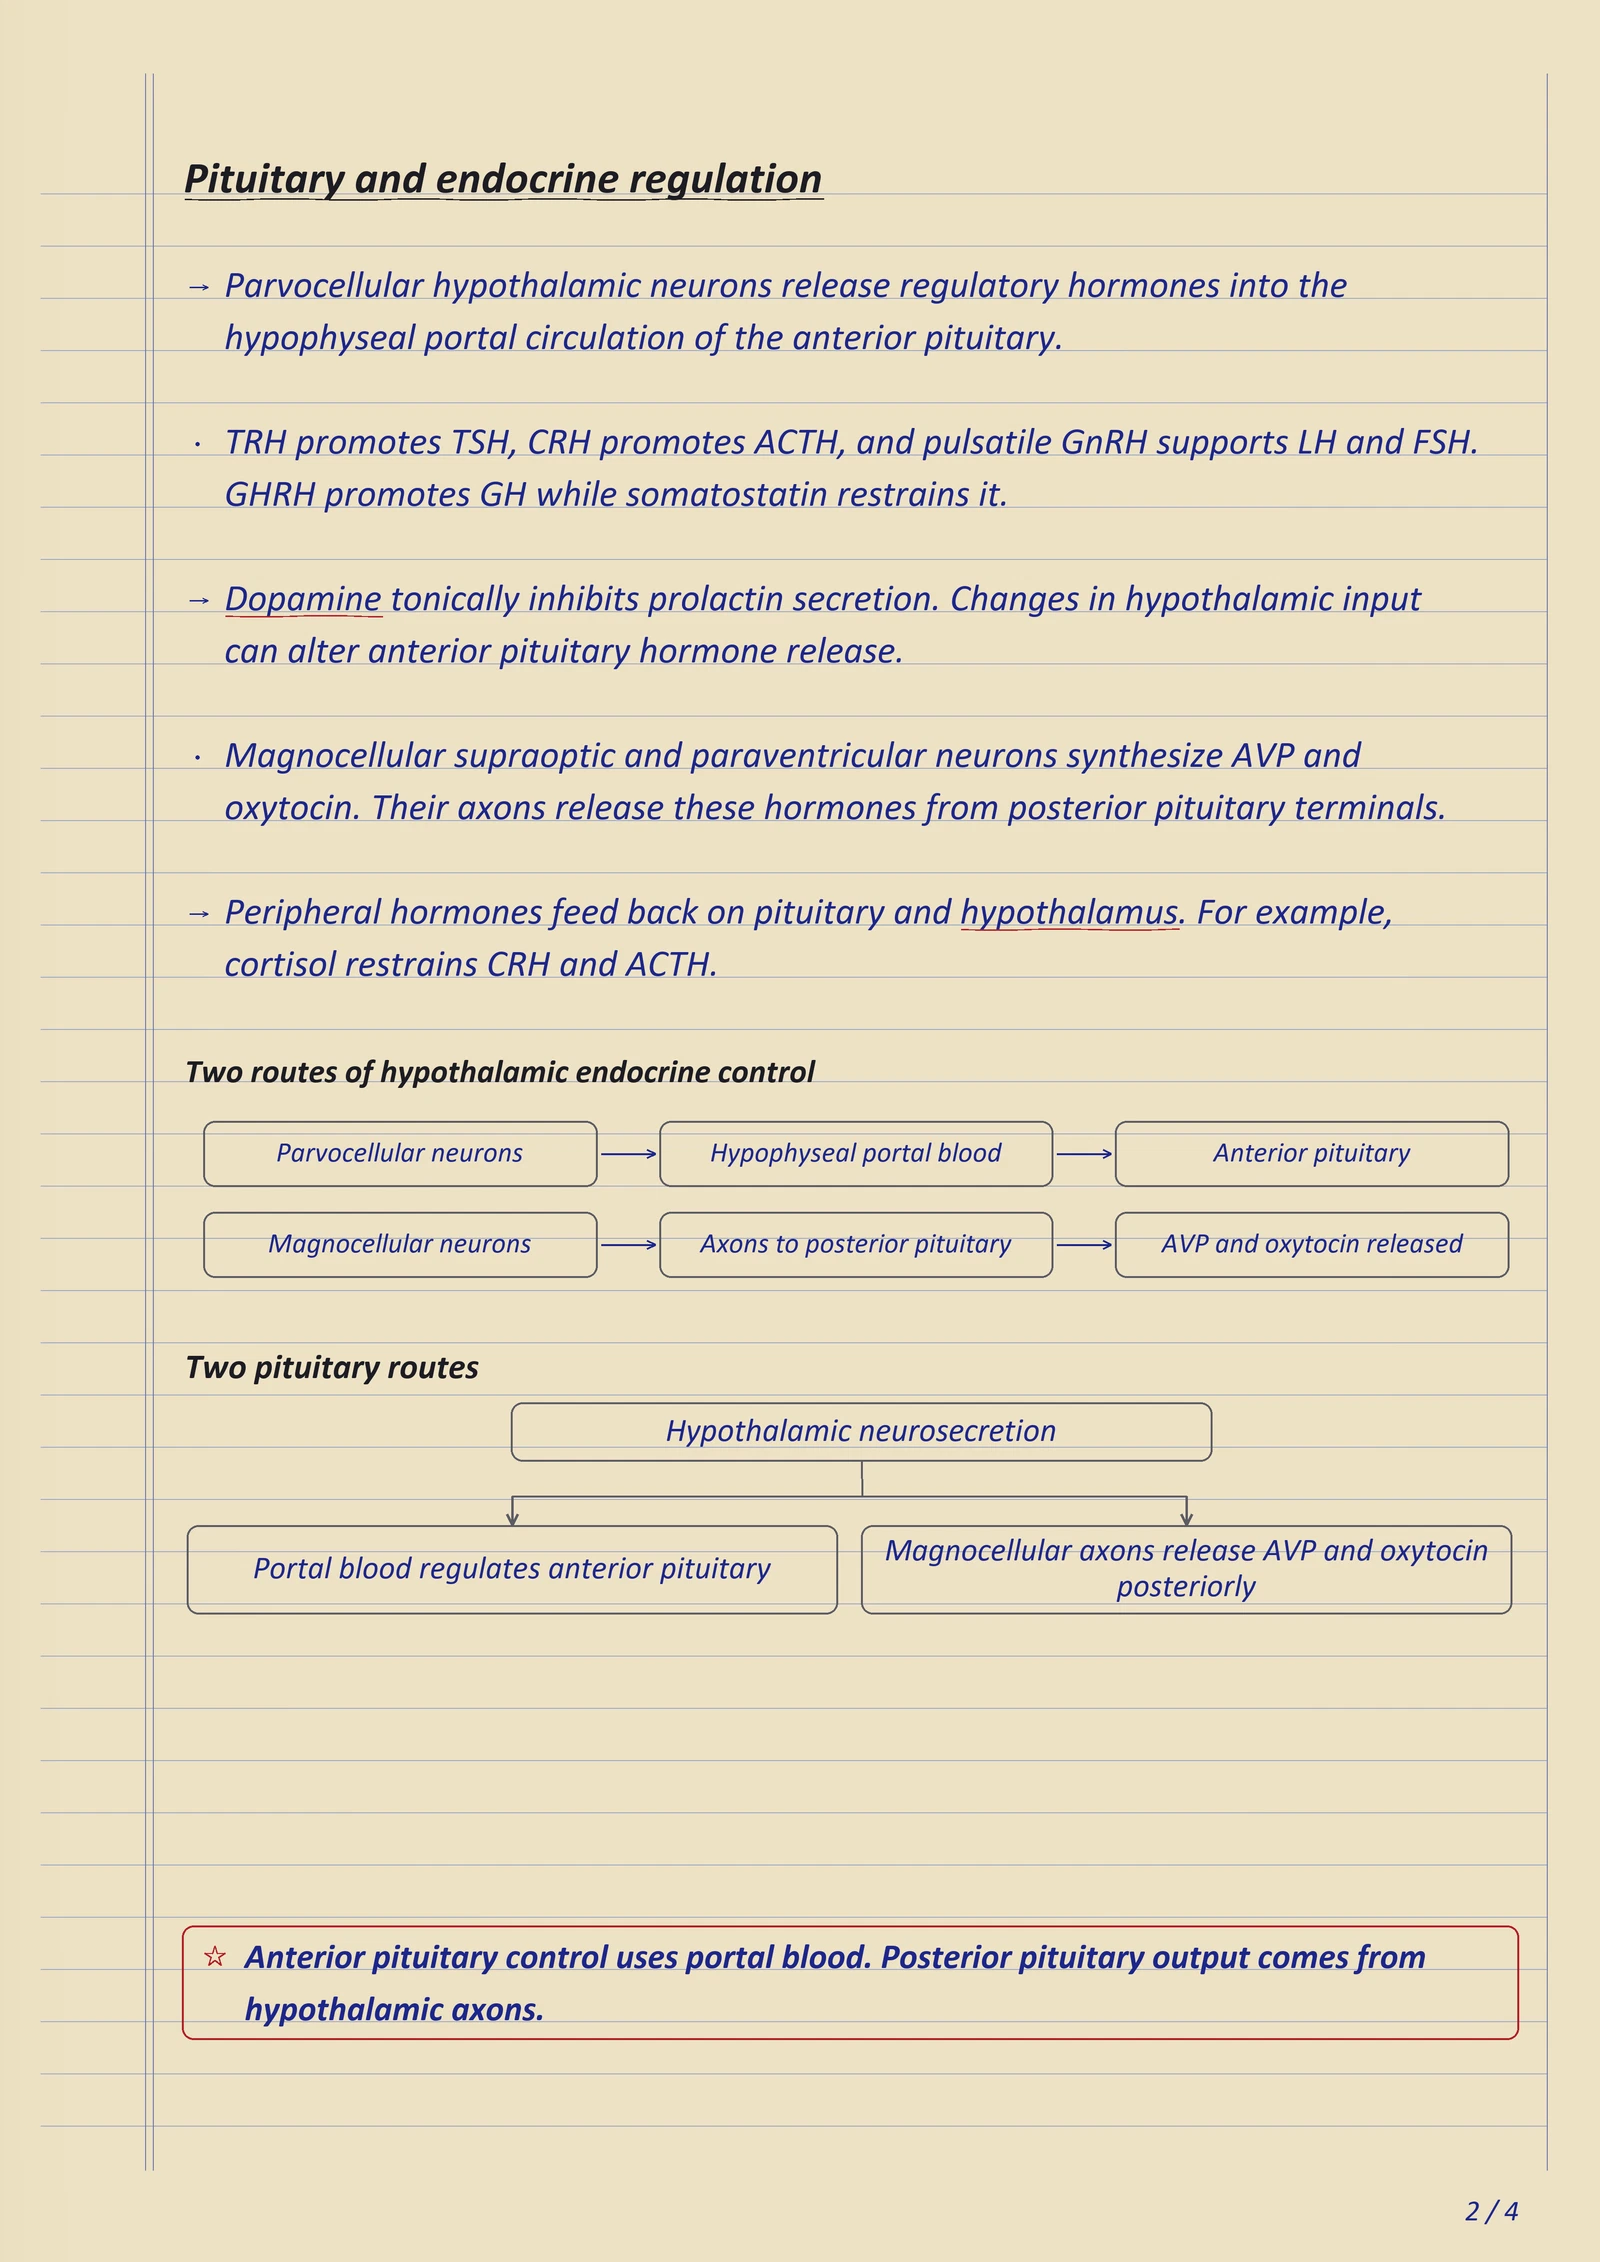 Pituitary and endocrine regulation
→ Parvocellular hypothalamic neurons release regulatory hormones into the
hypophyseal portal circulation of the anterior pituitary.
· TRH promotes TSH, CRH promotes ACTH, and pulsatile GnRH supports LH and FSH.
GHRH promotes GH while somatostatin restrains it.
→ Dopamine tonically inhibits prolactin secretion. Changes in hypothalamic input
can alter anterior pituitary hormone release.
· Magnocellular supraoptic and paraventricular neurons synthesize AVP and
oxytocin. Their axons release these hormones from posterior pituitary terminals.
→ Peripheral hormones feed back on pituitary and hypothalamus. For example,
cortisol restrains CRH and ACTH.
Two routes of hypothalamic endocrine control
Parvocellular neurons → Hypophyseal portal blood → Anterior pituitary
Magnocellular neurons → Axons to posterior pituitary → AVP and oxytocin released
Two pituitary routes
Hypothalamic neurosecretion
Portal blood regulates anterior pituitary
Magnocellular axons release AVP and oxytocin
posteriorly
☆ Anterior pituitary control uses portal blood. Posterior pituitary output comes from
hypothalamic axons.
2 / 4